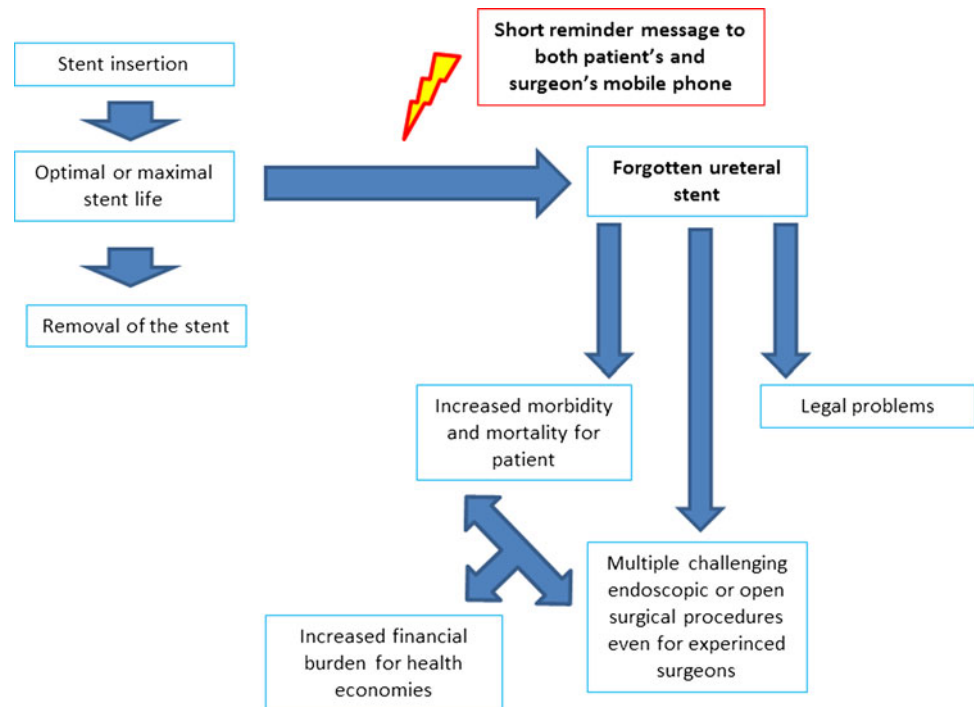 Stent insertion
Short reminder message to
both patient's and
surgeon's mobile phone
Optimal or maximal
stent life
Forgotten ureteral
stent
Removal of the stent
Increased morbidity
and mortality for
patient
Legal problems
Increased financial
burden for health
economies
Multiple challenging
endoscopic or open
surgical procedures
even for experinced
surgeons